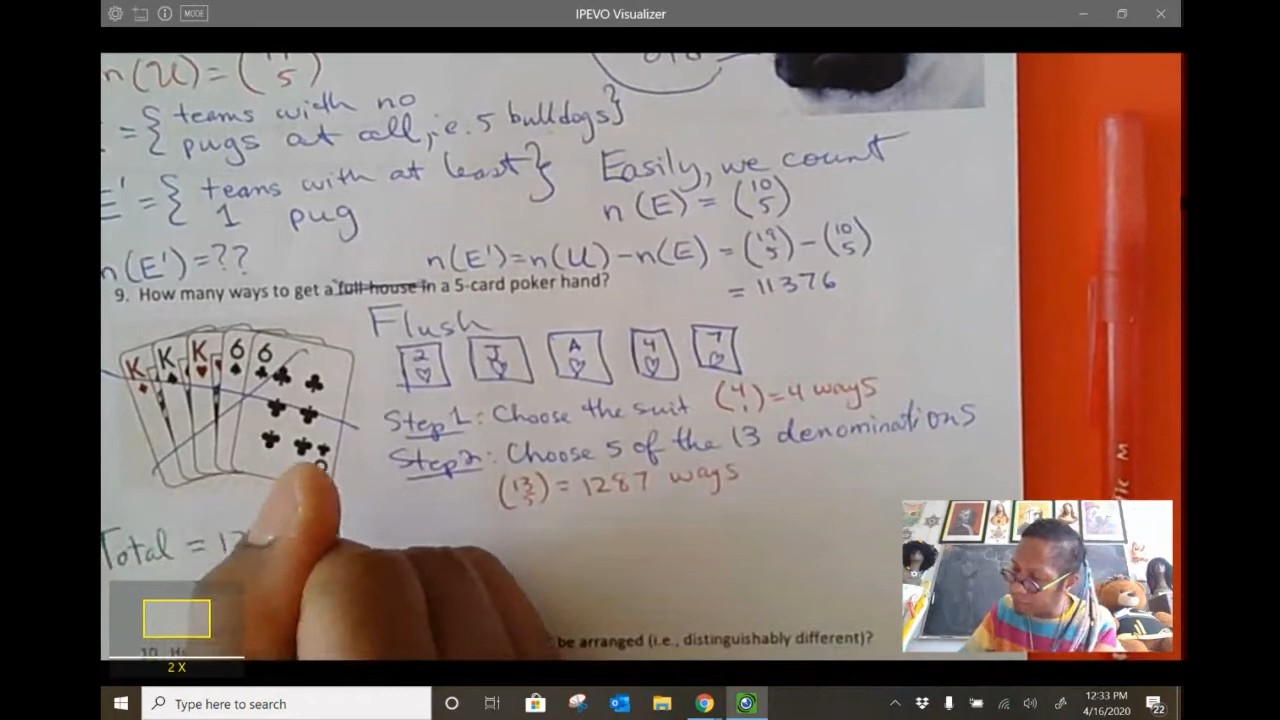 IPEVO Visualizer
MODE
n(U) = ( 5 )
= { teams with no
pugs at all, i.e. 5 bulldogs }
E' = { teams with at least }
1 pug
Easily, we count
n(E) = (10 5)
n(E') = ??
n(E') = n(U) - n(E) = (19 5) - (10 5)
= 11376
9. How many ways to get a full house in a 5-card poker hand?
Flush
K K K 6 6
2 J A 4 7
Step 1: Choose the suit (4 1) = 4 ways
Step 2: Choose 5 of the 13 denominations
(13 5) = 1287 ways
Total = 12
be arranged (i.e., distinguishably different)?
10. H
2 X
M
Type here to search
12:33 PM
4/16/2020
22